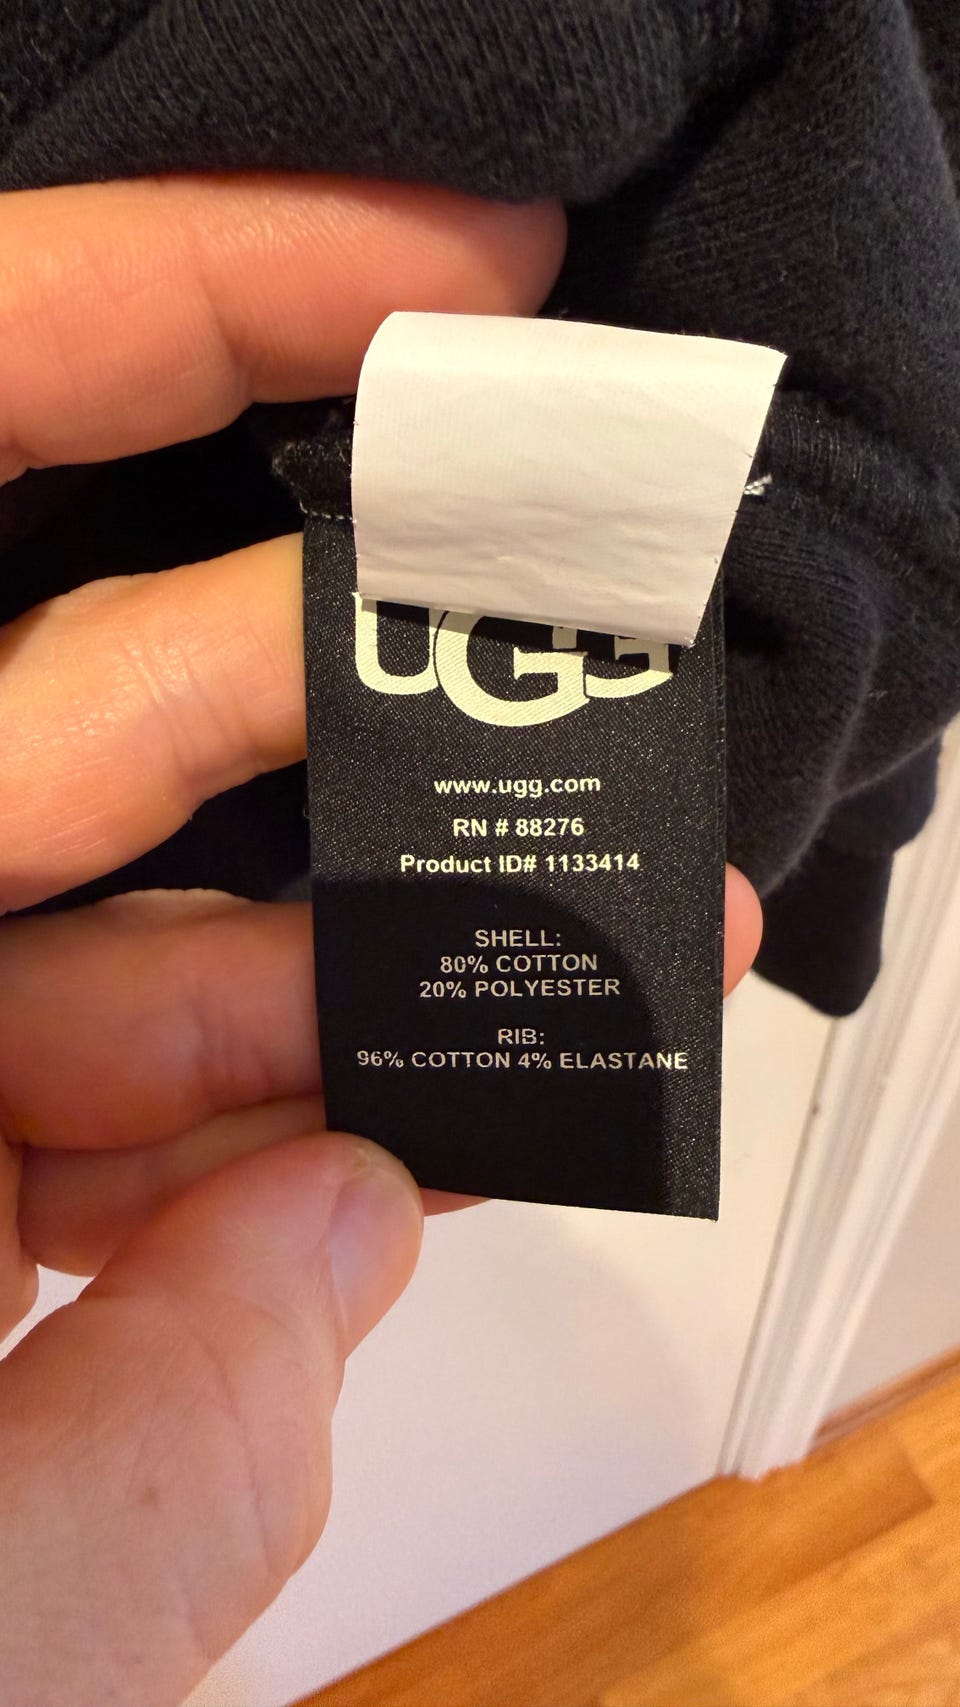 UGG
www.ugg.com
RN # 88276
Product ID# 1133414
SHELL:
80% COTTON
20% POLYESTER
RIB:
96% COTTON 4% ELASTANE